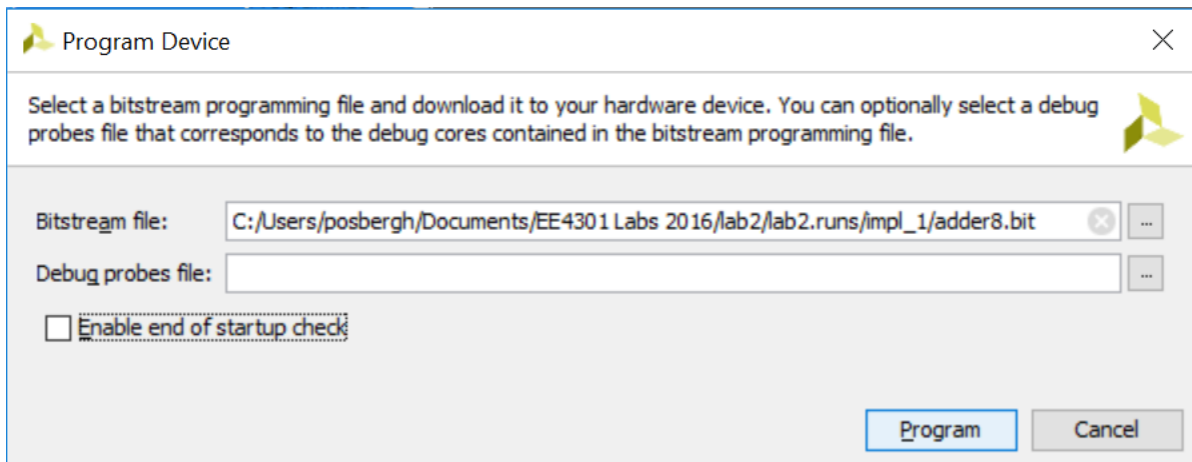 Program Device
Select a bitstream programming file and download it to your hardware device. You can optionally select a debug
probes file that corresponds to the debug cores contained in the bitstream programming file.
Bitstream file: C:/Users/posbergh/Documents/EE4301 Labs 2016/lab2/lab2.runs/impl_1/adder8.bit ...
Debug probes file: ...
Enable end of startup check
Program Cancel